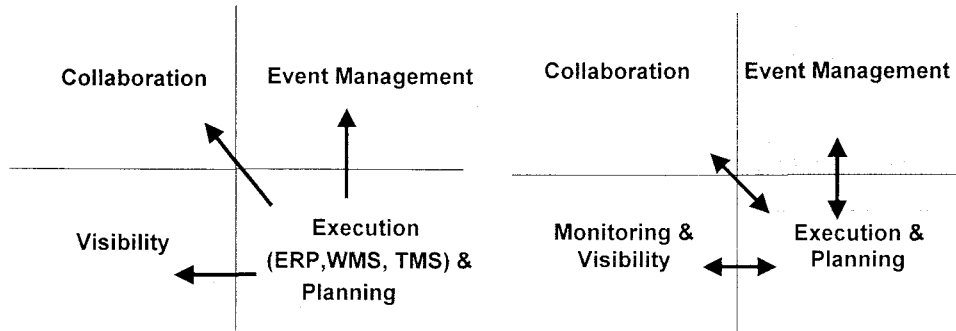 Collaboration
Event Management
Visibility
Execution
(ERP,WMS, TMS) &
Planning
Collaboration
Event Management
Monitoring &
Visibility
Execution &
Planning